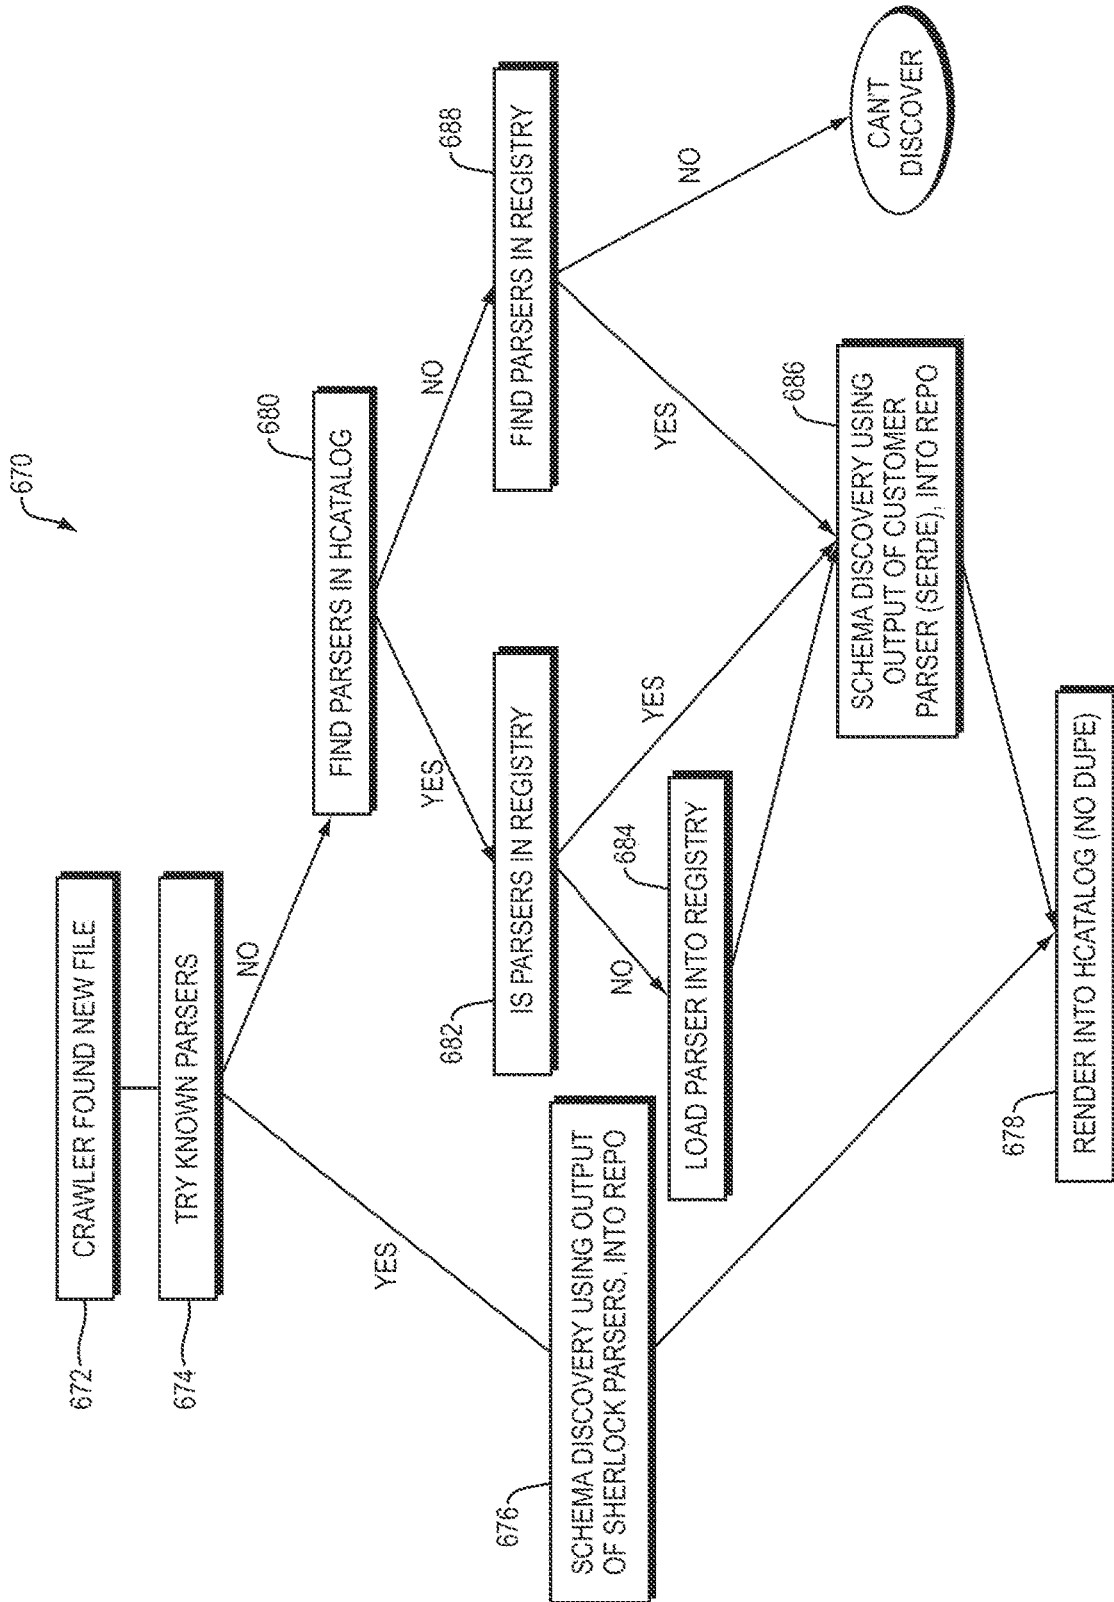 670
CRAWLER FOUND NEW FILE
672
TRY KNOWN PARSERS
674
NO
YES
FIND PARSERS IN HCATALOG
680
YES
NO
IS PARSERS IN REGISTRY
682
FIND PARSERS IN REGISTRY
688
SCHEMA DISCOVERY USING OUTPUT
OF SHERLOCK PARSERS, INTO REPO
676
NO
YES
YES
NO
LOAD PARSER INTO REGISTRY
684
SCHEMA DISCOVERY USING
OUTPUT OF CUSTOMER
PARSER (SERDE), INTO REPO
686
CAN'T
DISCOVER
RENDER INTO HCATALOG (NO DUPE)
678